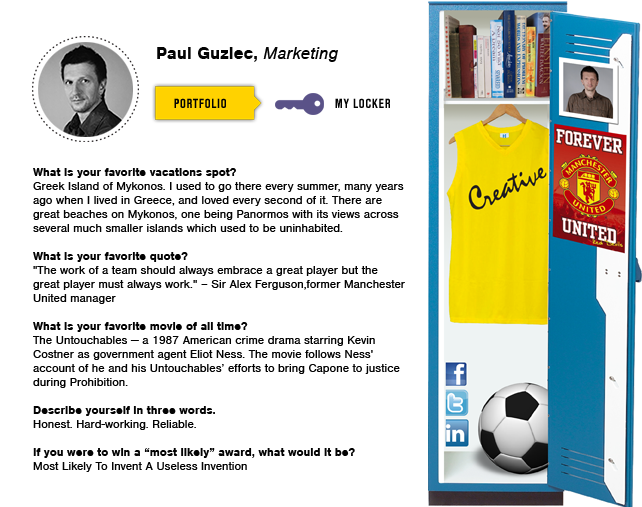 Paul Guziec, Marketing
PORTFOLIO
MY LOCKER
What is your favorite vacations spot?
Greek Island of Mykonos. I used to go there every summer, many years
ago when I lived in Greece, and loved every second of it. There are
great beaches on Mykonos, one being Panormos with its views across
several much smaller islands which used to be uninhabited.
What is your favorite quote?
"The work of a team should always embrace a great player but the
great player must always work." – Sir Alex Ferguson,former Manchester
United manager
What is your favorite movie of all time?
The Untouchables — a 1987 American crime drama starring Kevin
Costner as government agent Eliot Ness. The movie follows Ness'
account of he and his Untouchables' efforts to bring Capone to justice
during Prohibition.
Describe yourself in three words.
Honest. Hard-working. Reliable.
If you were to win a “most likely” award, what would it be?
Most Likely To Invent A Useless Invention
Creative
FOREVER
MANCHESTER
UNITED
UNITED
f
t
in